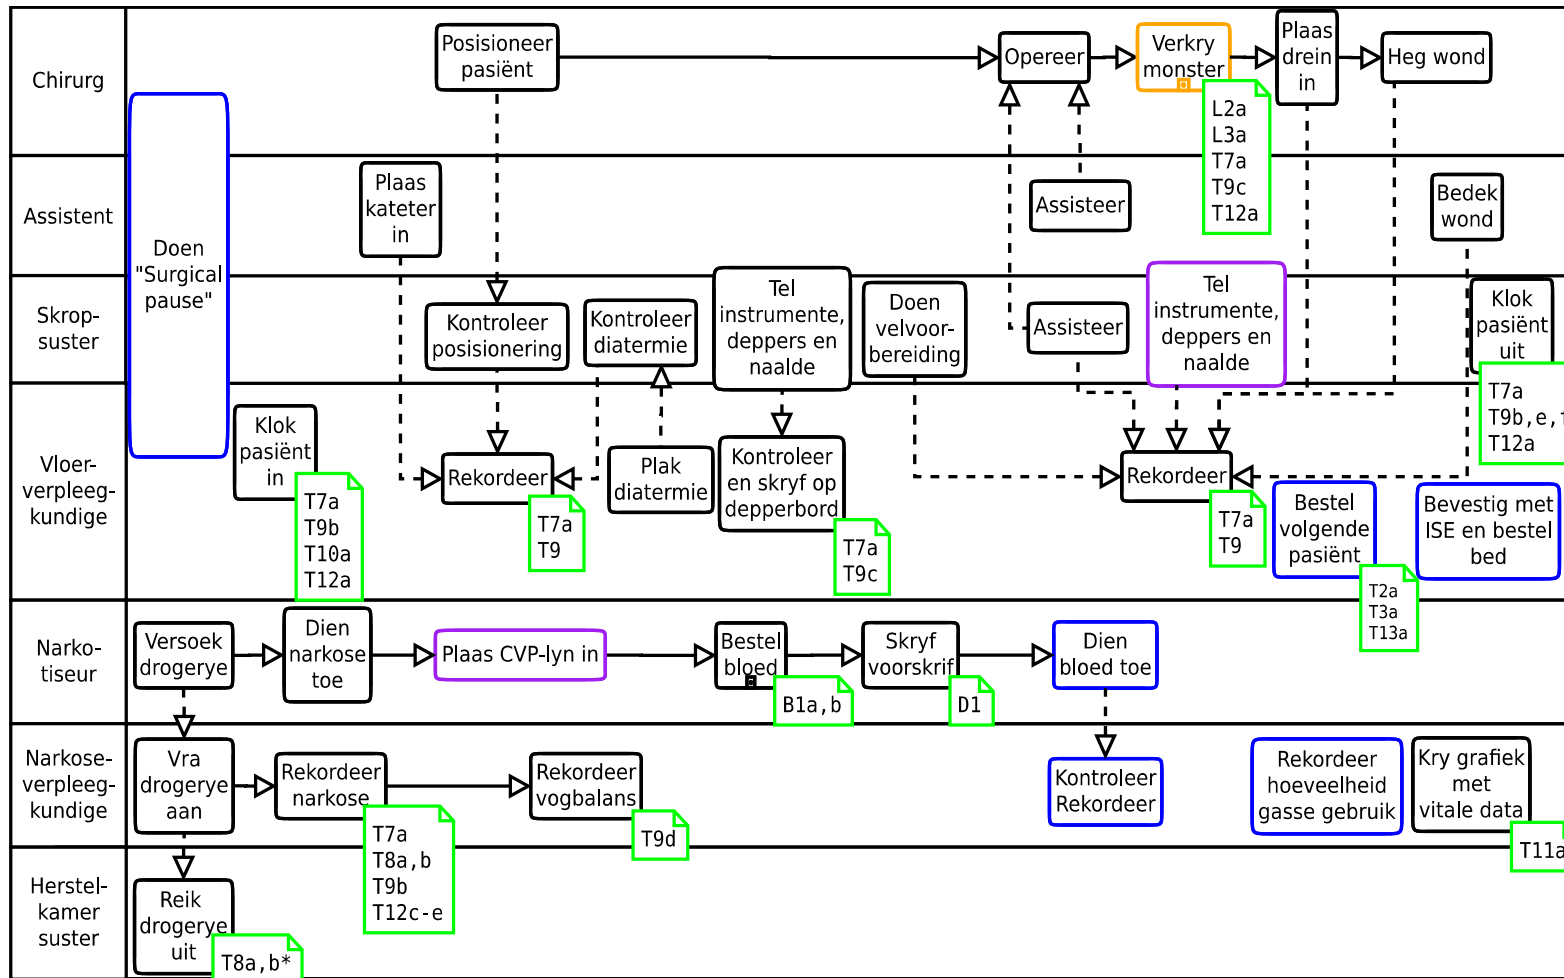 Chirurg
Posisioneer
pasiënt
Opereer
Verkry
monster
Plaas
drein
in
Heg wond
L2a
L3a
T7a
T9c
T12a
Doen
"Surgical
pause"
Assistent
Plaas
kateter
in
Assisteer
Bedek
wond
Skrop-
suster
Kontroleer
posisionering
Kontroleer
diatermie
Tel
instrumente,
deppers en
naalde
Doen
velvoor-
bereiding
Assisteer
Tel
instrumente,
deppers en
naalde
Klok
pasiënt
uit
T7a
T9b,e,f
T12a
Vloer-
verpleeg-
kundige
Klok
pasiënt
in
T7a
T9b
T10a
T12a
Rekordeer
T7a
T9
Plak
diatermie
Kontroleer
en skryf op
depperbord
T7a
T9c
Rekordeer
T7a
T9
Bestel
volgende
pasiënt
T2a
T3a
T13a
Bevestig met
ISE en bestel
bed
Narko-
tiseur
Versoek
drogerye
Dien
narkose
toe
Plaas CVP-lyn in
Bestel
bloed
B1a,b
Skryf
voorskrif
D1
Dien
bloed toe
Narkose-
verpleeg-
kundige
Vra
drogerye
aan
Rekordeer
narkose
T7a
T8a,b
T9b
T12c-e
Rekordeer
vogbalans
T9d
Kontroleer
Rekordeer
Rekordeer
hoeveelheid
gasse gebruik
Kry grafiek
met
vitale data
T11a
Herstel-
kamer
suster
Reik
drogerye
uit
T8a,b*